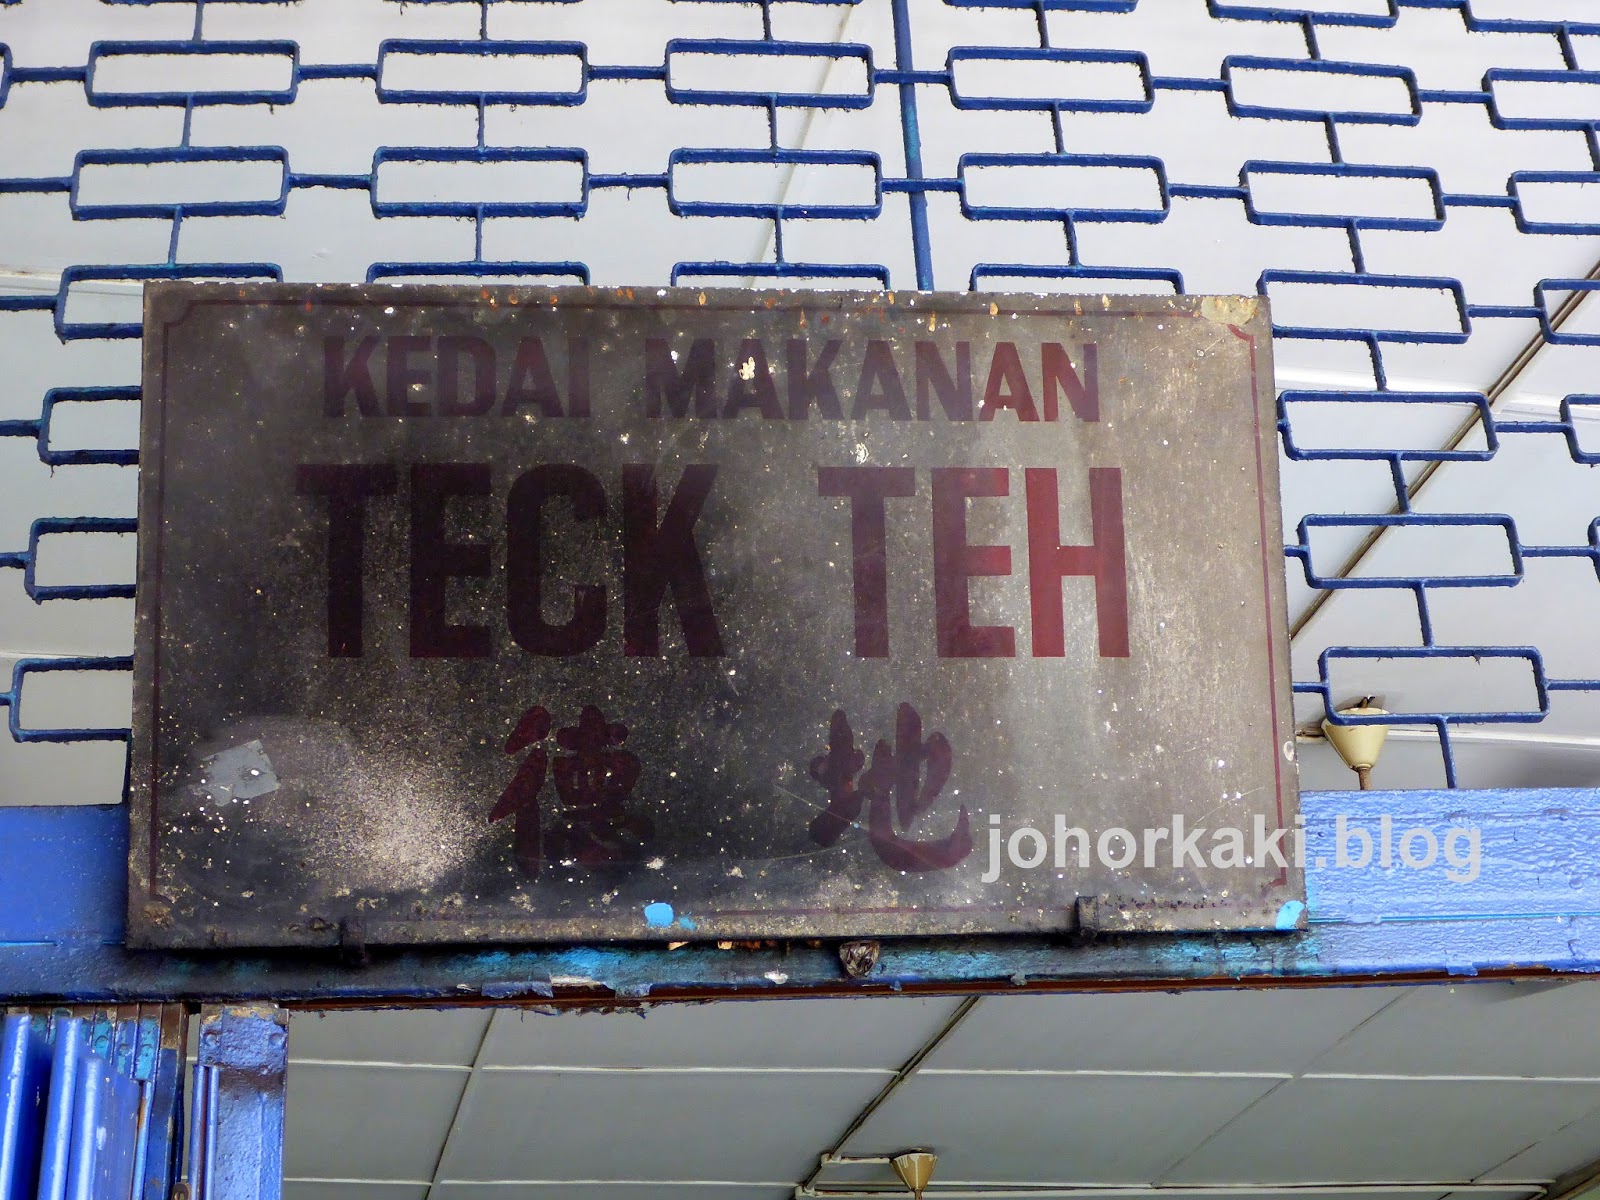 KEDAI MAKANAN
TECK TEH
德 地
johorkaki.blog